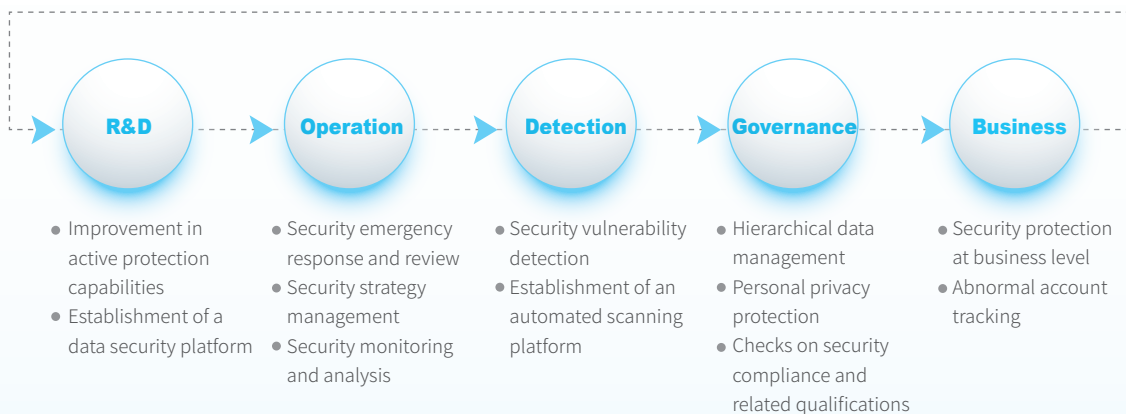 R&D
Operation
Detection
Governance
Business
Improvement in
active protection
capabilities
Establishment of a
data security platform
Security emergency
response and review
Security strategy
management
Security monitoring
and analysis
Security vulnerability
detection
Establishment of an
automated scanning
platform
Hierarchical data
management
Personal privacy
protection
Checks on security
compliance and
related qualifications
Security protection
at business level
Abnormal account
tracking